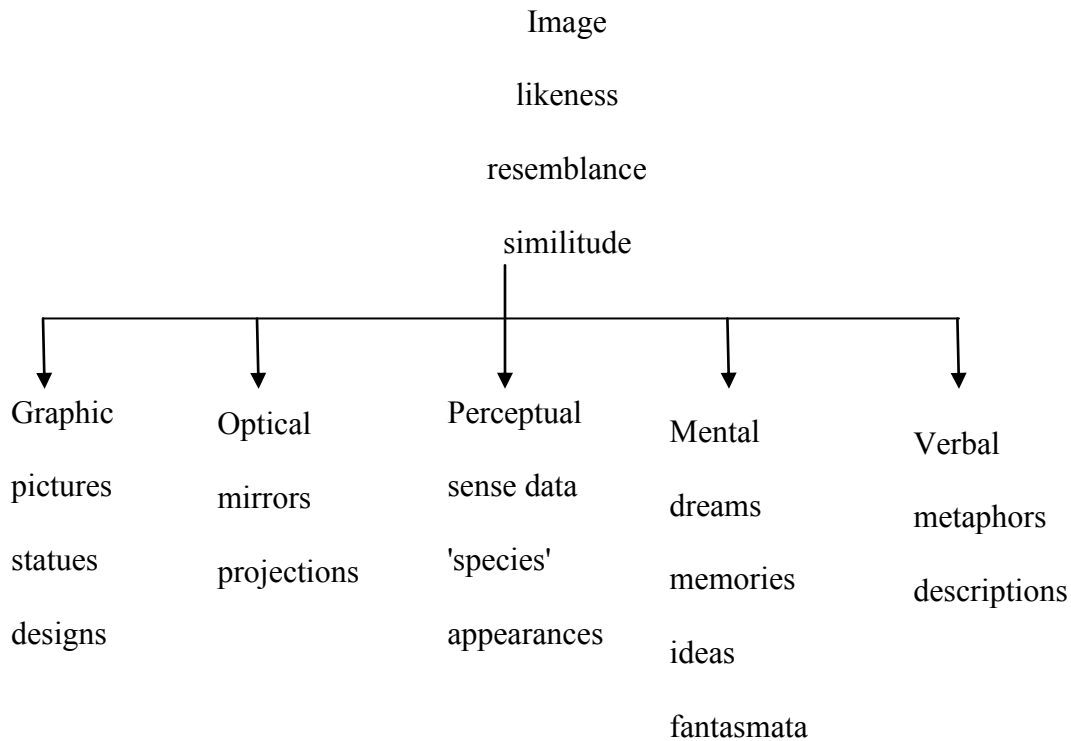 Image
likeness
resemblance
similitude
Graphic
pictures
statues
designs
Optical
mirrors
projections
Perceptual
sense data
'species'
appearances
Mental
dreams
memories
ideas
fantasmata
Verbal
metaphors
descriptions